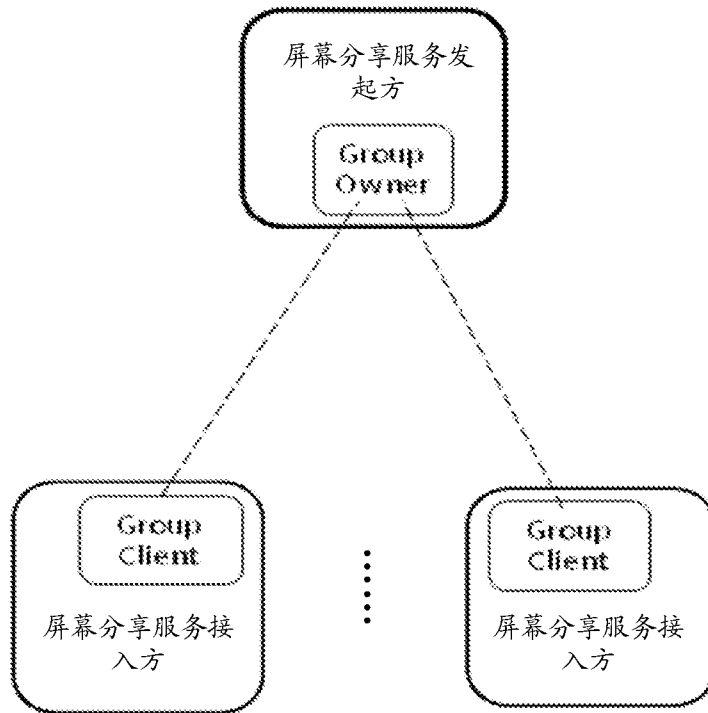 屏幕分享服务发
起方
Group
Owner
Group
Client
屏幕分享服务接
入方
Group
Client
屏幕分享服务接
入方